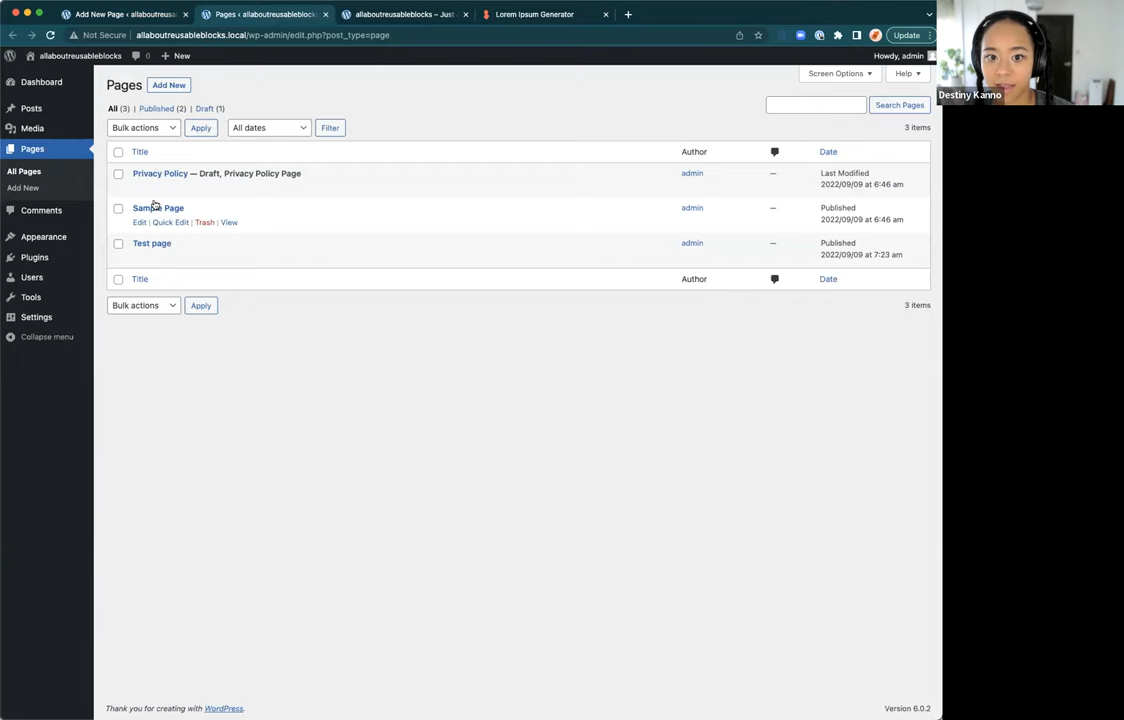 Add New Page ‹ allaboutreusab
Pages ‹ allaboutreusableblocks
allaboutreusableblocks – Just
Lorem Ipsum Generator
Not Secure
allaboutreusableblocks.local/wp-admin/edit.php?post_type=page
Update
allaboutreusableblocks
0
New
Howdy, admin
Destiny Kanno
Dashboard
Posts
Media
Pages
All Pages
Add New
Comments
Appearance
Plugins
Users
Tools
Settings
Collapse menu
Screen Options
Help
Pages
Add New
All (3) | Published (2) | Draft (1)
Search Pages
Bulk actions
Apply
All dates
Filter
3 items
Title
Author
Date
Privacy Policy — Draft, Privacy Policy Page
admin
—
Last Modified
2022/09/09 at 6:46 am
Sample Page
Edit | Quick Edit | Trash | View
admin
—
Published
2022/09/09 at 6:46 am
Test page
admin
—
Published
2022/09/09 at 7:23 am
Title
Date
Bulk actions
Apply
3 items
Thank you for creating with WordPress.
Version 6.0.2